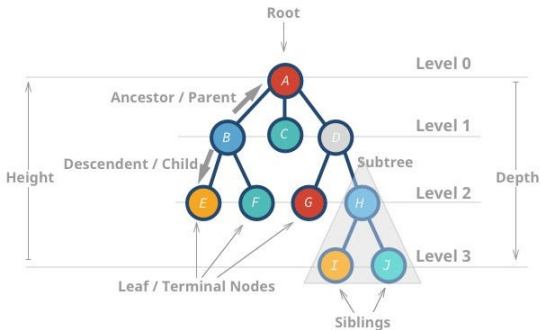 Root
A
Level 0
Ancestor / Parent
B
C
D
Level 1
Descendent / Child
Subtree
Height
Depth
E
F
G
H
Level 2
I
J
Level 3
Leaf / Terminal Nodes
Siblings